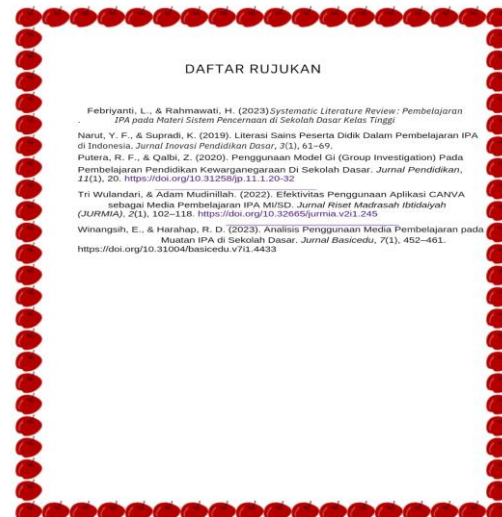 DAFTAR RUJUKAN
Febriyanti, L., & Rahmawati, H. (2023) Systematic Literature Review : Pembelajaran
. IPA pada Materi Sistem Pencernaan di Sekolah Dasar Kelas Tinggi
Narut, Y. F., & Supradi, K. (2019). Literasi Sains Peserta Didik Dalam Pembelajaran IPA
di Indonesia. Jurnal Inovasi Pendidikan Dasar, 3(1), 61–69.
Putera, R. F., & Qalbi, Z. (2020). Penggunaan Model Gi (Group Investigation) Pada
Pembelajaran Pendidikan Kewarganegaraan Di Sekolah Dasar. Jurnal Pendidikan,
11(1), 20. https://doi.org/10.31258/jp.11.1.20-32
Tri Wulandari, & Adam Mudinillah. (2022). Efektivitas Penggunaan Aplikasi CANVA
sebagai Media Pembelajaran IPA MI/SD. Jurnal Riset Madrasah Ibtidaiyah
(JURMIA), 2(1), 102–118. https://doi.org/10.32665/jurmia.v2i1.245
Winangsih, E., & Harahap, R. D. (2023). Analisis Penggunaan Media Pembelajaran pada
Muatan IPA di Sekolah Dasar. Jurnal Basicedu, 7(1), 452–461.
https://doi.org/10.31004/basicedu.v7i1.4433